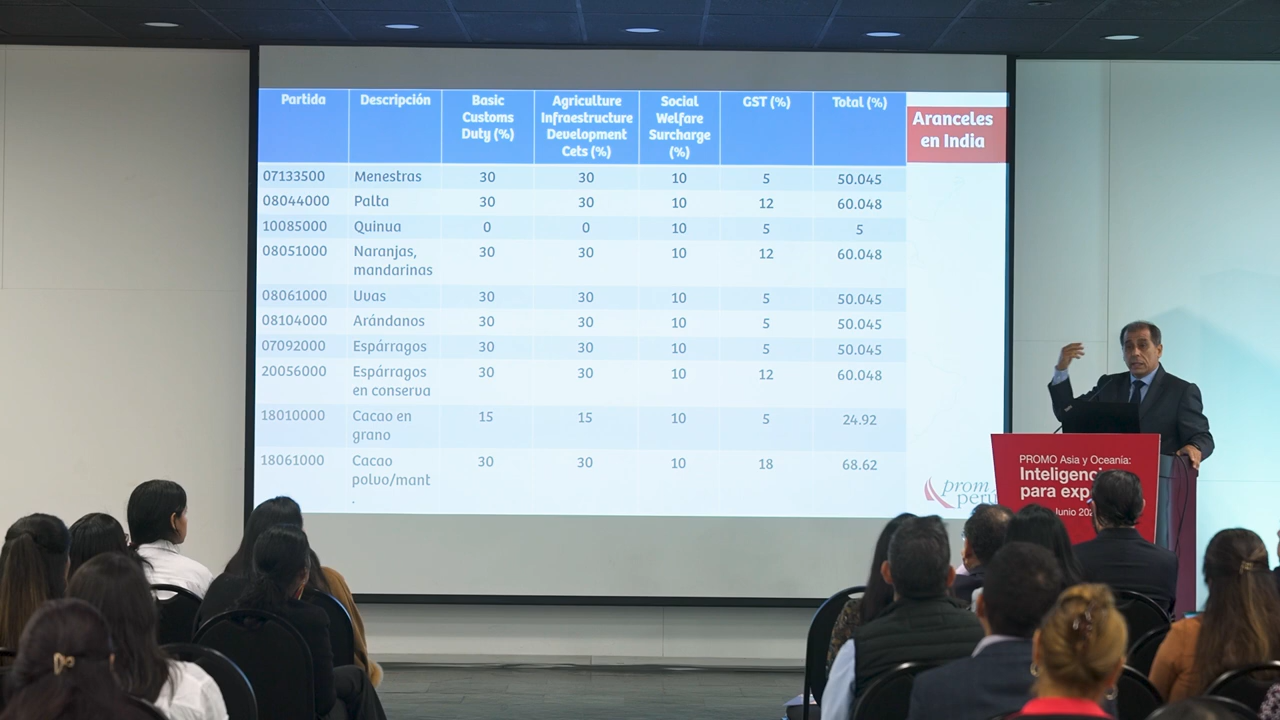 Partida Descripción Basic Customs Duty (%) Agriculture Infraestructure Development Cets (%) Social Welfare Surcharge (%) GST (%) Total (%)
07133500 Menestras 30 30 10 5 50.045
08044000 Palta 30 30 10 12 60.048
10085000 Quinua 0 0 10 5 5
08051000 Naranjas, mandarinas 30 30 10 12 60.048
08061000 Uvas 30 30 10 5 50.045
08104000 Arándanos 30 30 10 5 50.045
07092000 Espárragos 30 30 10 5 50.045
20056000 Espárragos en conserva 30 30 10 12 60.048
18010000 Cacao en grano 15 15 10 5 24.92
18061000 Cacao polvo/mant. 30 30 10 18 68.62
Aranceles
en India
prom
perú
PROMO Asia y Oceanía:
Inteligenc
para exp
Junio 202